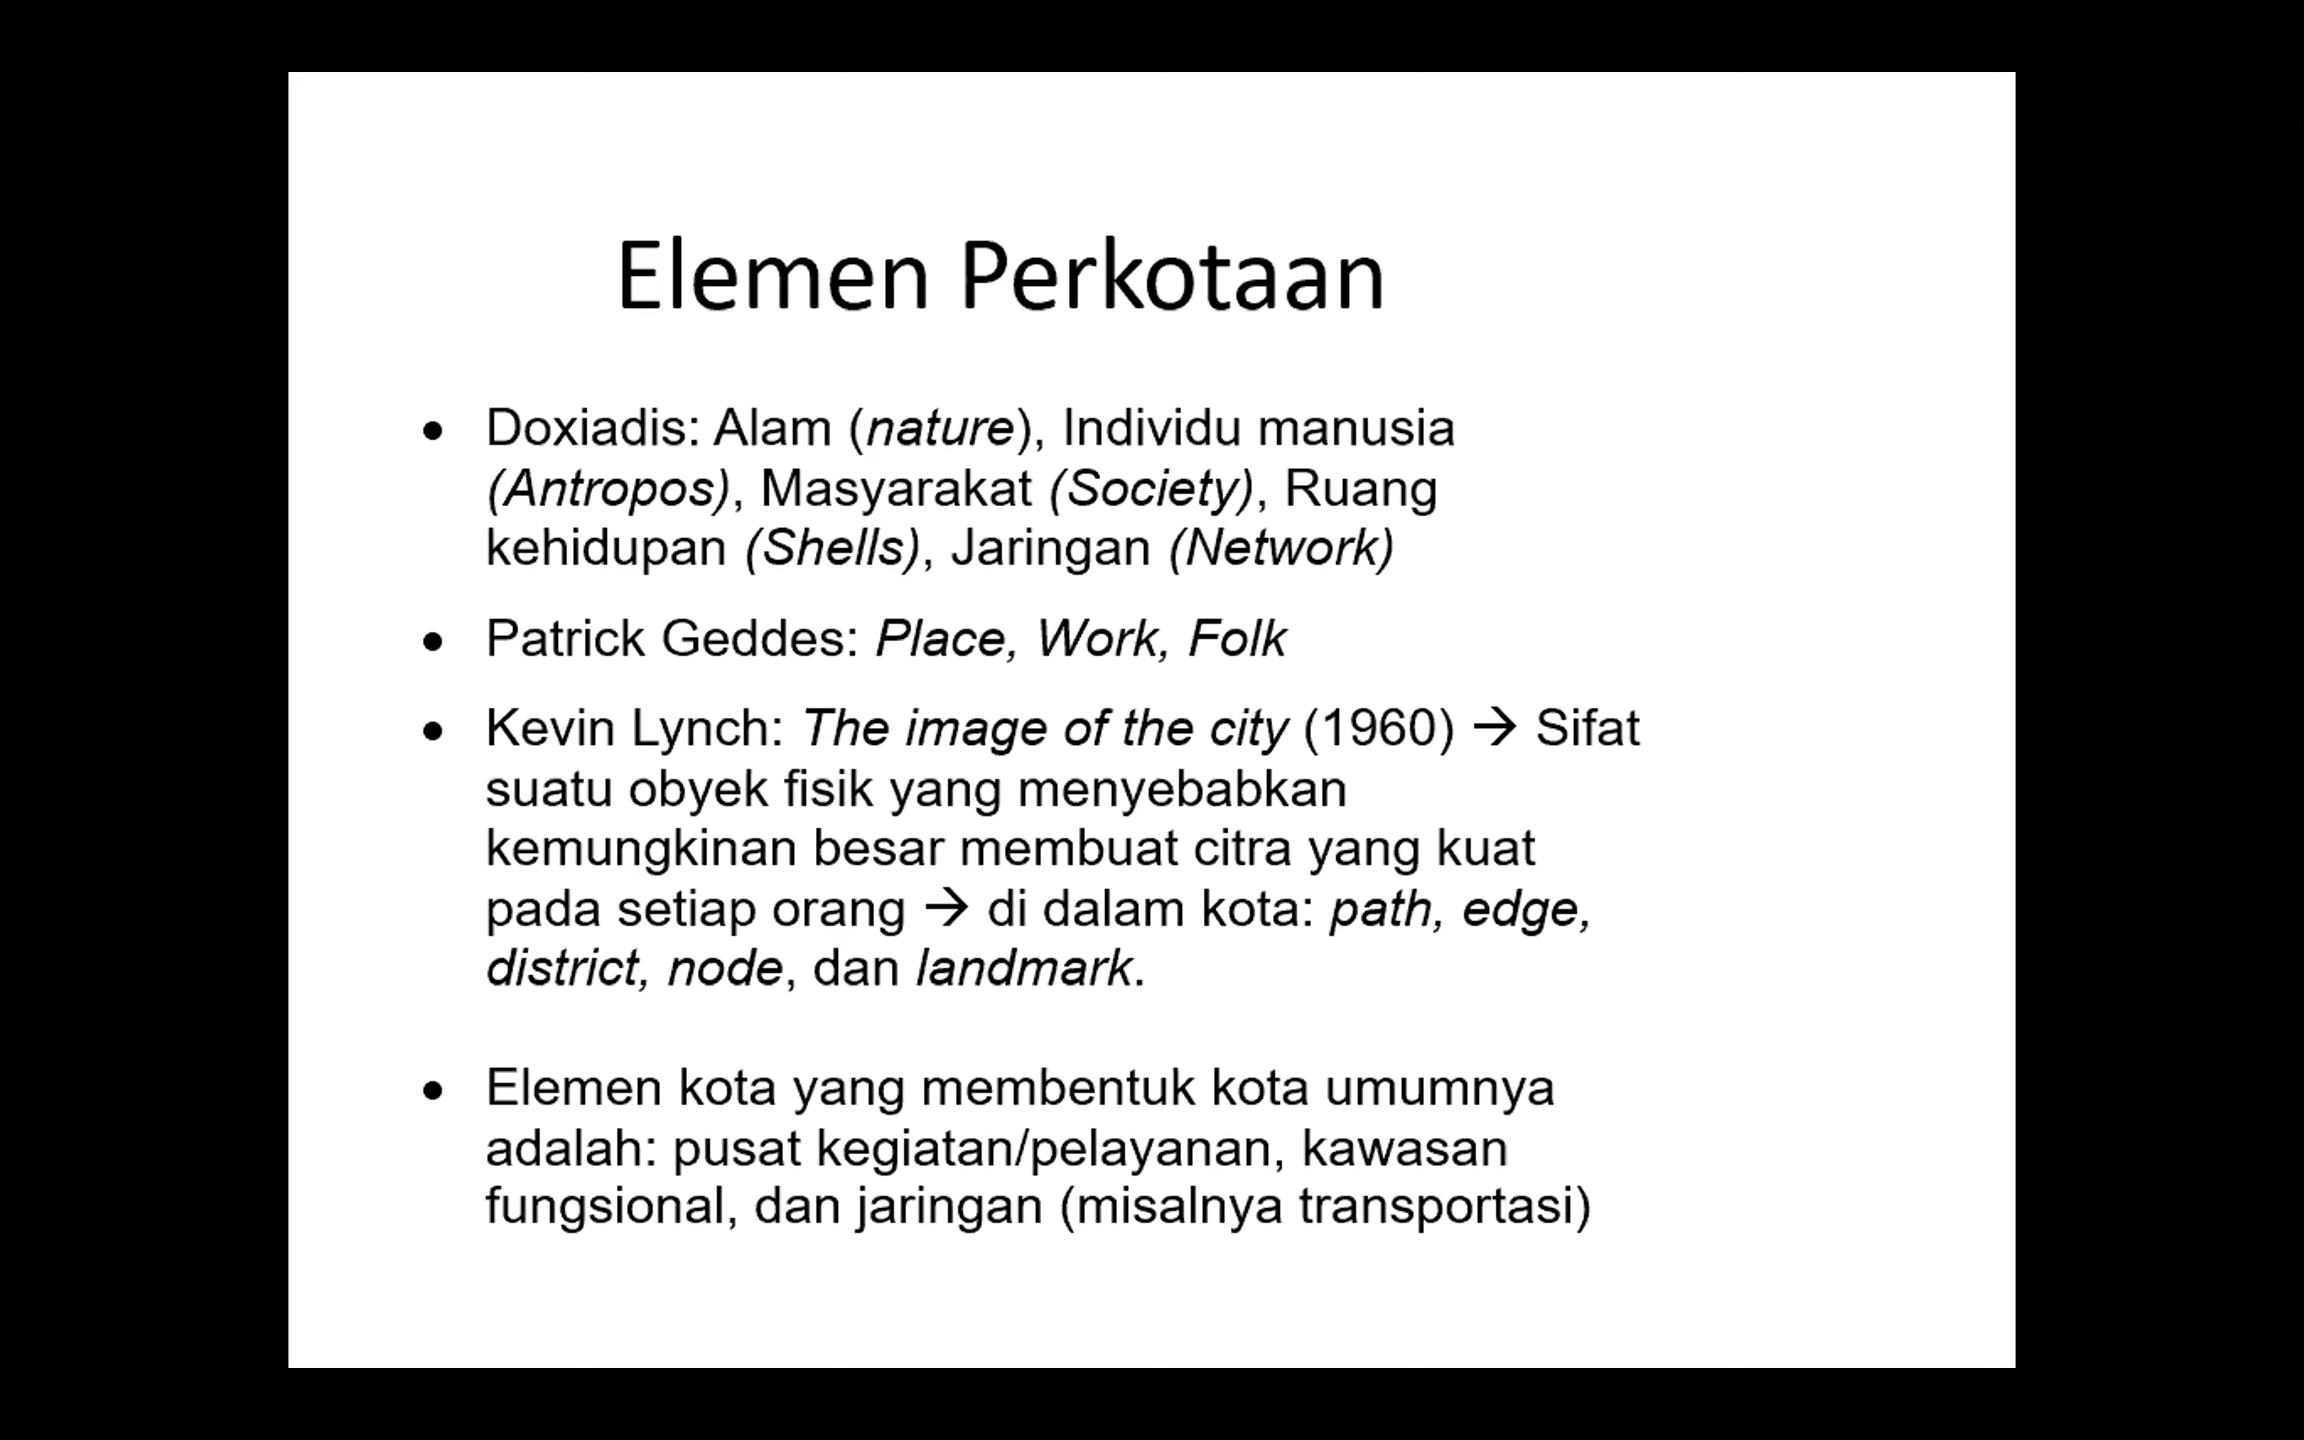 Elemen Perkotaan
• Doxiadis: Alam (nature), Individu manusia
(Antropos), Masyarakat (Society), Ruang
kehidupan (Shells), Jaringan (Network)
• Patrick Geddes: Place, Work, Folk
• Kevin Lynch: The image of the city (1960) → Sifat
suatu obyek fisik yang menyebabkan
kemungkinan besar membuat citra yang kuat
pada setiap orang → di dalam kota: path, edge,
district, node, dan landmark.
• Elemen kota yang membentuk kota umumnya
adalah: pusat kegiatan/pelayanan, kawasan
fungsional, dan jaringan (misalnya transportasi)